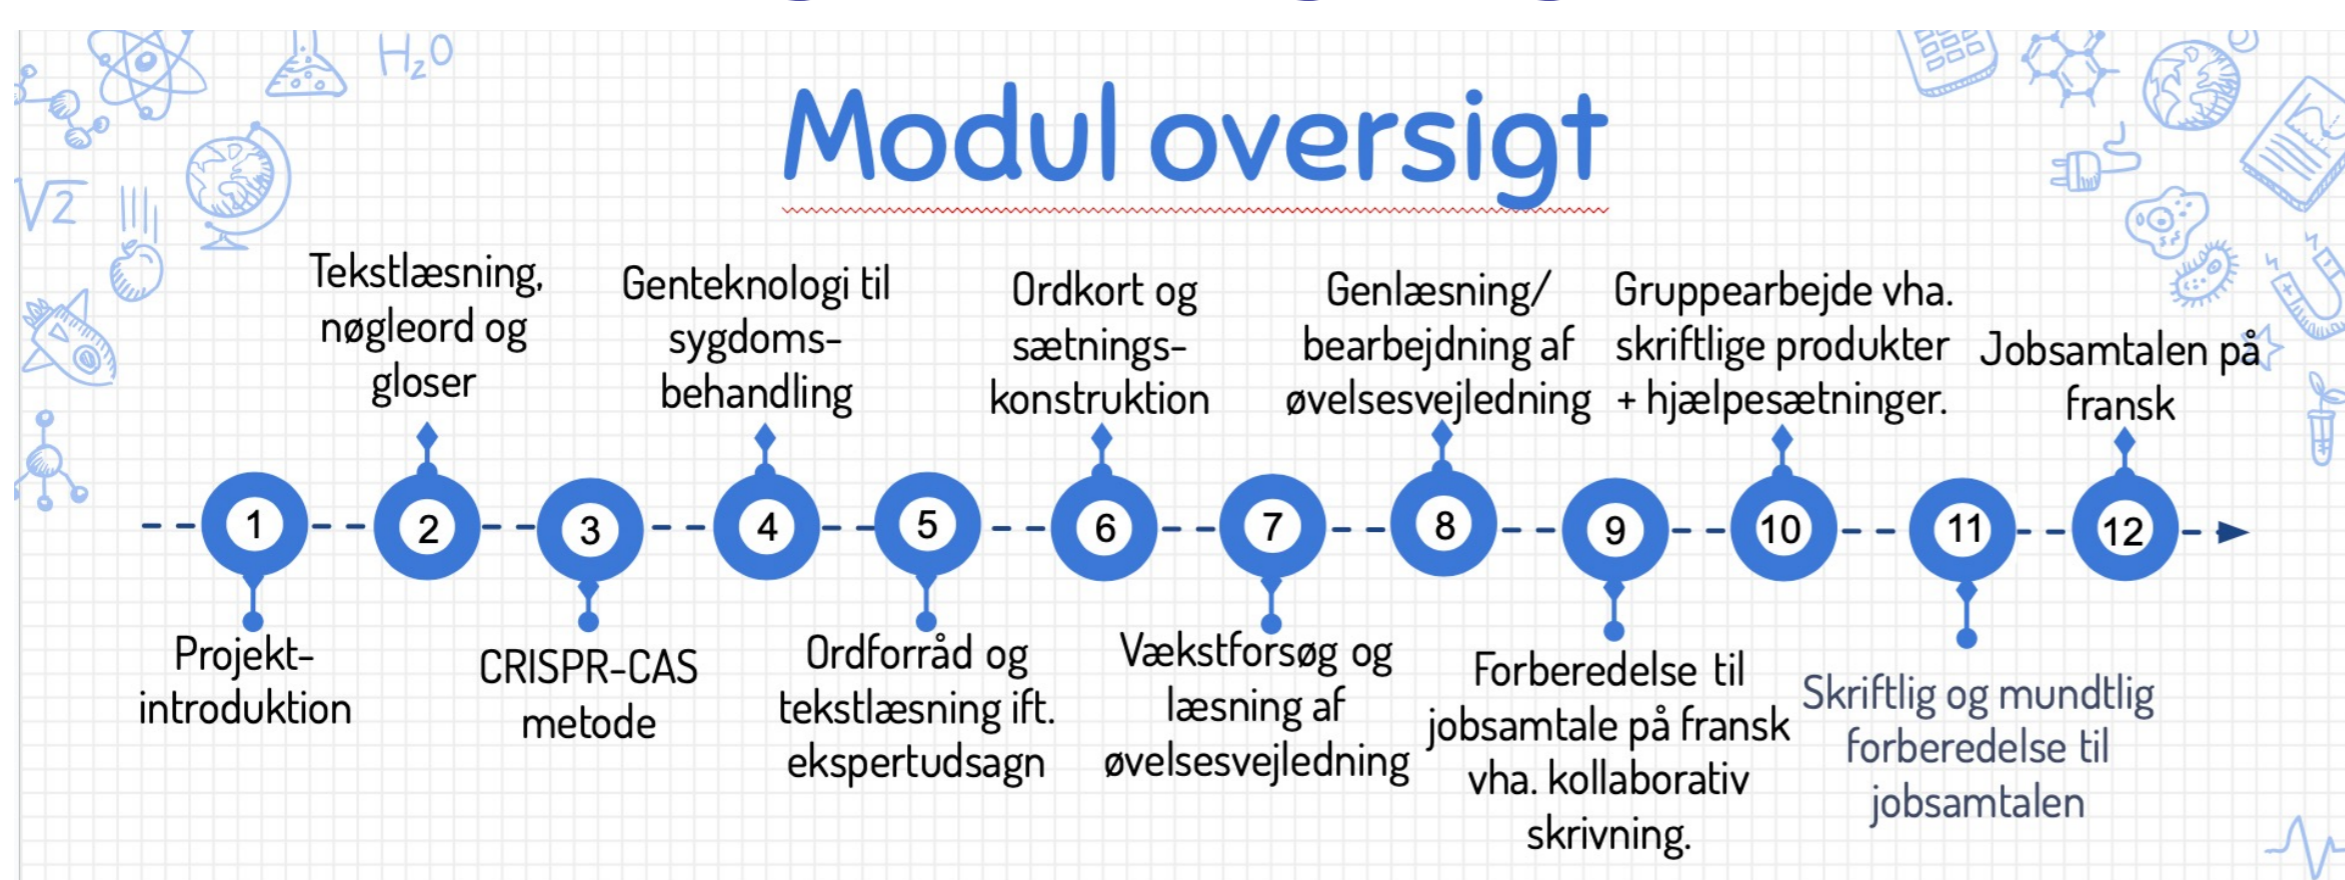 H₂O
√2
Modul oversigt
Tekstlæsning,
nøgleord og
gloser
Genteknologi til
sygdoms-
behandling
Ordkort og
sætnings-
konstruktion
Genlæsning/
bearbejdning af
øvelsesvejledning
Gruppearbejde vha.
skriftlige produkter
+ hjælpesætninger.
Jobsamtalen på
fransk
1
2
3
4
5
6
7
8
9
10
11
12
Projekt-
introduktion
CRISPR-CAS
metode
Ordforråd og
tekstlæsning ift.
ekspertudsagn
Vækstforsøg og
læsning af
øvelsesvejledning
Forberedelse til
jobsamtale på fransk
vha. kollaborativ
skrivning.
Skriftlig og mundtlig
forberedelse til
jobsamtalen